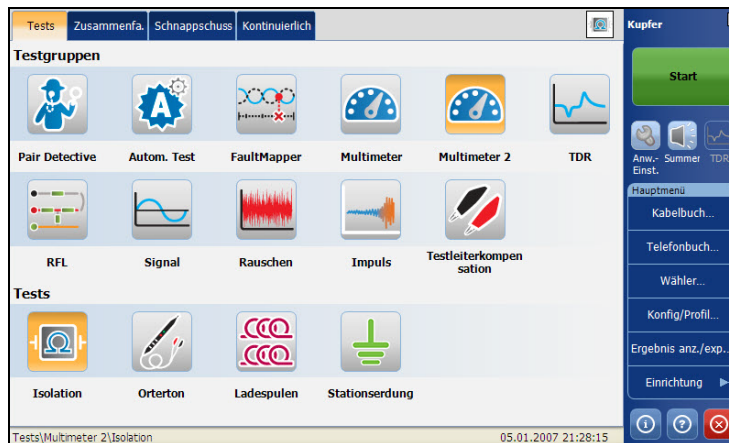 Tests Zusammenfa. Schnappschuss Kontinuierlich
Testgruppen
Pair Detective Autom. Test FaultMapper Multimeter Multimeter 2 TDR
RFL Signal Rauschen Impuls Testleiterkompen
sation
Tests
Isolation Orterton Ladespulen Stationserdung
Tests\Multimeter 2\Isolation 05.01.2007 21:28:15
Kupfer
Start
Anw.- Summer TDR
Einst.
Hauptmenü
Kabelbuch...
Telefonbuch...
Wähler...
Konfig/Profil...
Ergebnis anz./exp...
Einrichtung